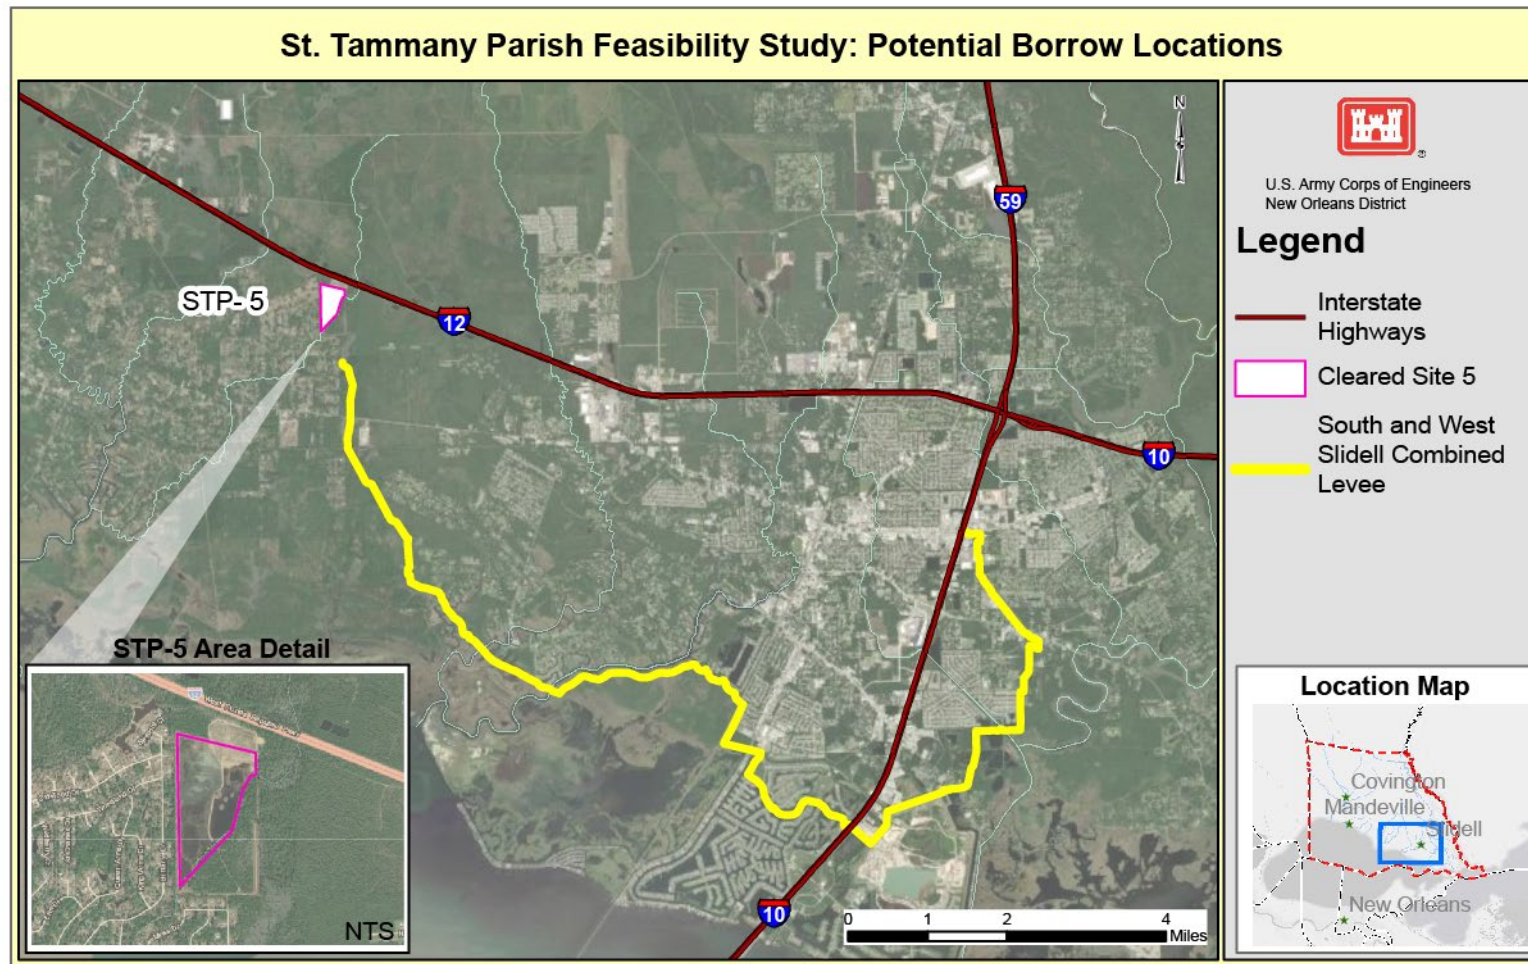 St. Tammany Parish Feasibility Study: Potential Borrow Locations
N
59
STP- 5
12
10
10
STP-5 Area Detail
NTS
0 1 2 4
Miles
®
U.S. Army Corps of Engineers
New Orleans District
Legend
Interstate
Highways
Cleared Site 5
South and West
Slidell Combined
Levee
Location Map
Covington
Mandeville
Slidell
New Orleans